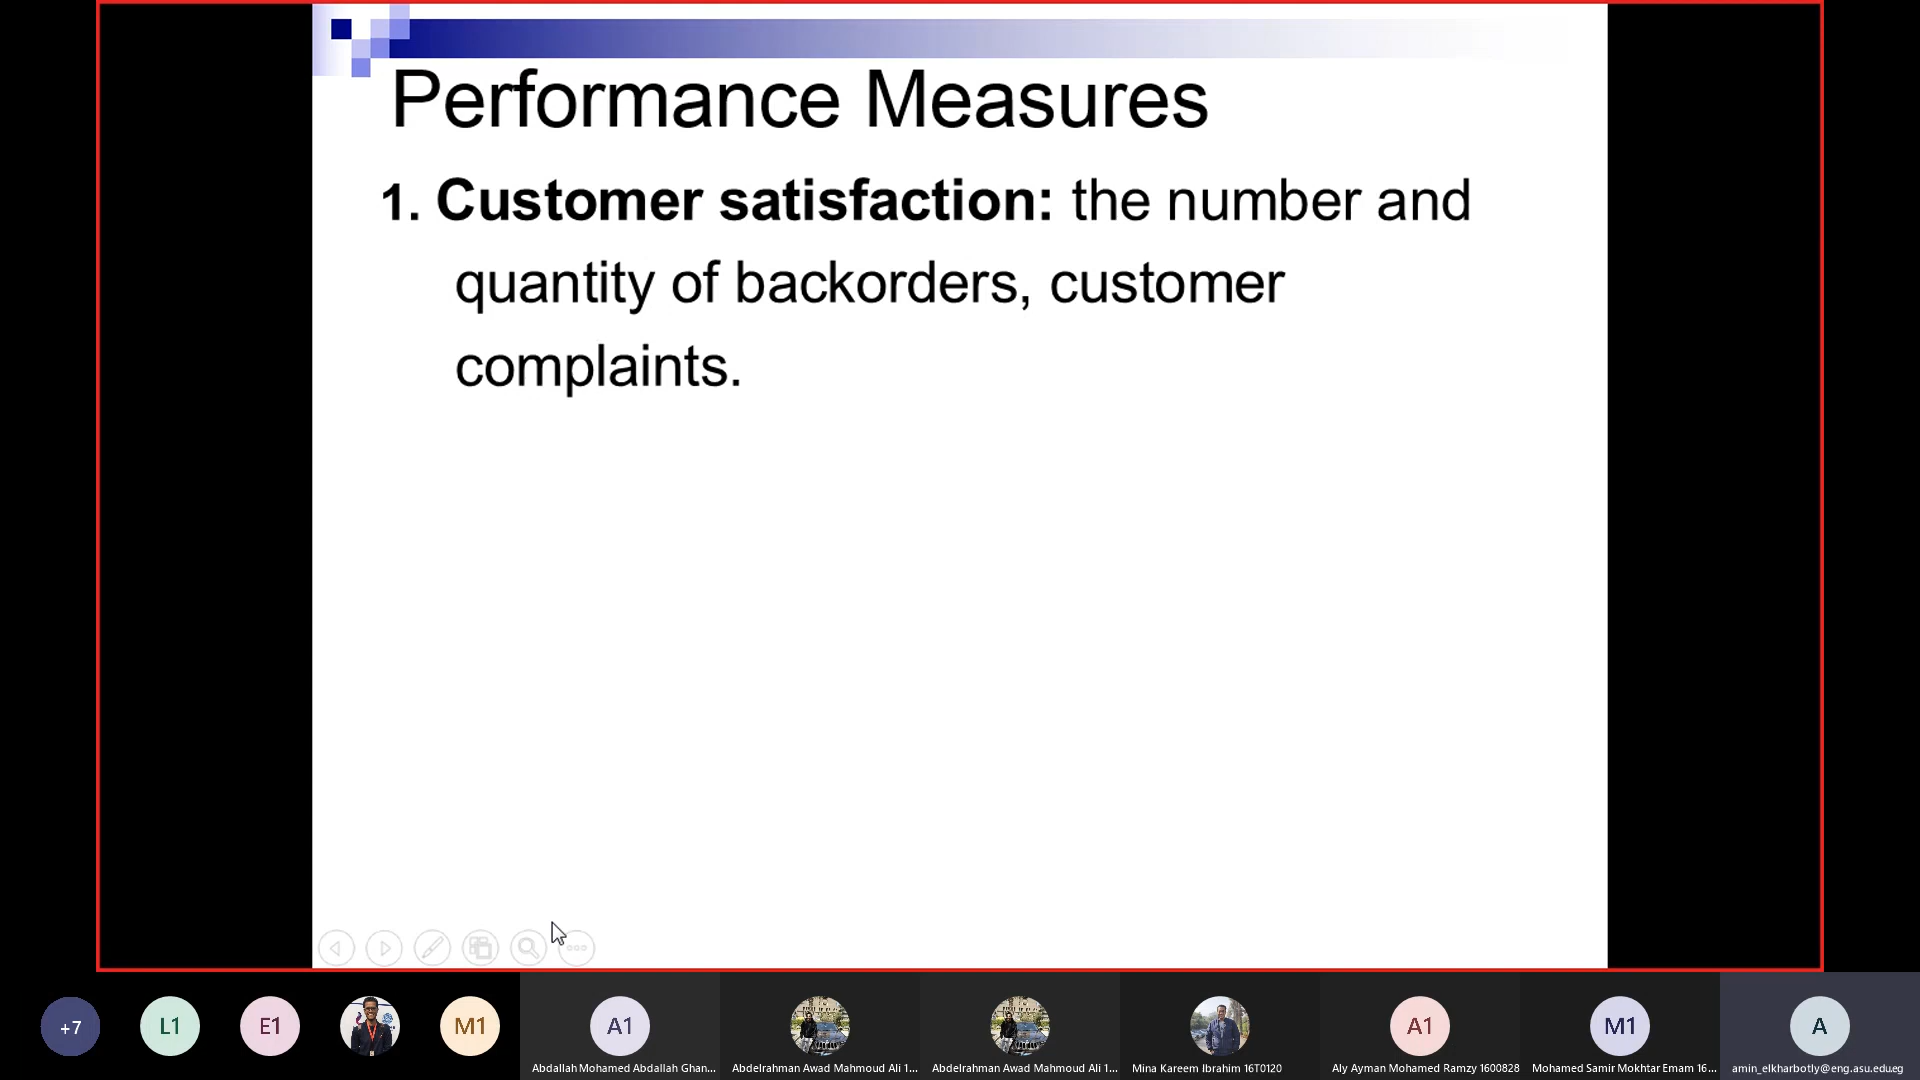 Performance Measures
1. Customer satisfaction: the number and
quantity of backorders, customer
complaints.
+7
L1
E1
M1
A1
A1
M1
A
Abdallah Mohamed Abdallah Ghan...
Abdelrahman Awad Mahmoud Ali 1...
Abdelrahman Awad Mahmoud Ali 1...
Mina Kareem Ibrahim 16T0120
Aly Ayman Mohamed Ramzy 1600828
Mohamed Samir Mokhtar Emam 16...
amin_elkharbotly@eng.asu.edu.eg